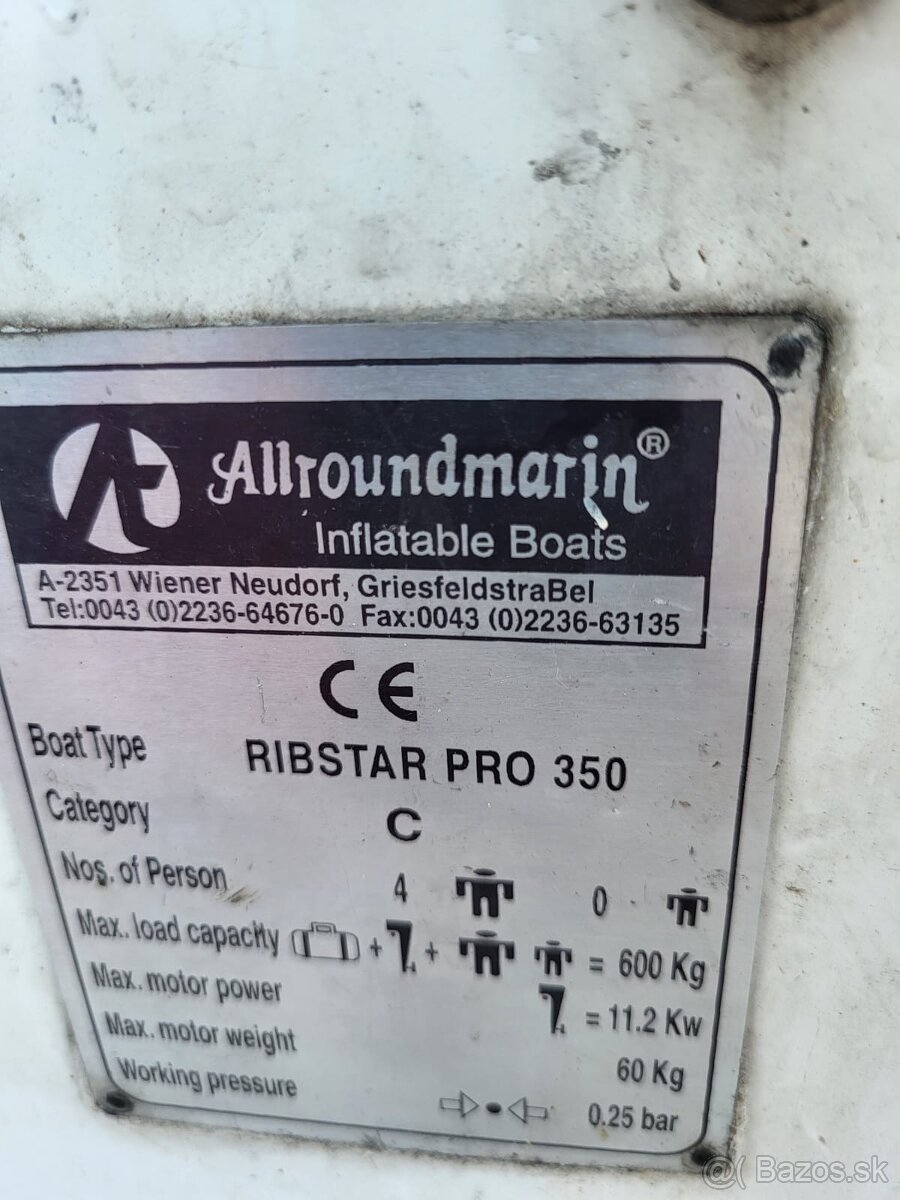 Allroundmarin®
Inflatable Boats
A-2351 Wiener Neudorf, GriesfeldstraBel
Tel:0043 (0)2236-64676-0 Fax:0043 (0)2236-63135
CE
Boat Type RIBSTAR PRO 350
Category C
Nos. of Person 4 0
Max. load capacity + + = 600 Kg
Max. motor power = 11.2 Kw
Max. motor weight 60 Kg
Working pressure 0.25 bar
@( Bazos.sk